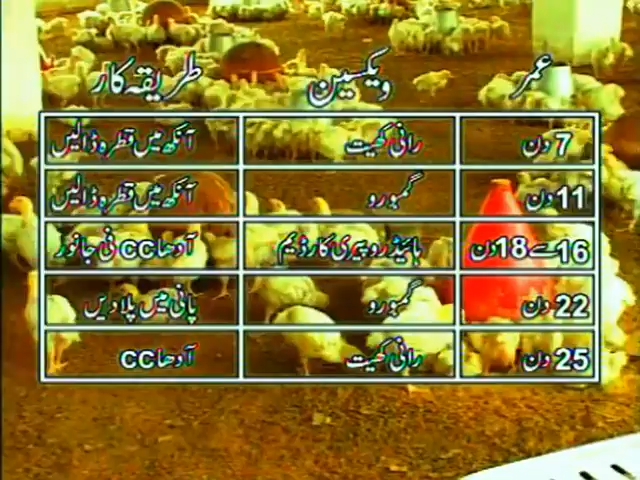 عمر ویکسین طریقہ کار
7 دن رانی کھیت آنکھ میں قطرہ ڈالیں
11 دن گمبورو آنکھ میں قطرہ ڈالیں
16 سے 18 دن ہائیڈروپیری کارڈیم آدھا CC فی جانور
22 دن گمبورو پانی میں پلا دیں
25 دن رانی کھیت آدھا CC